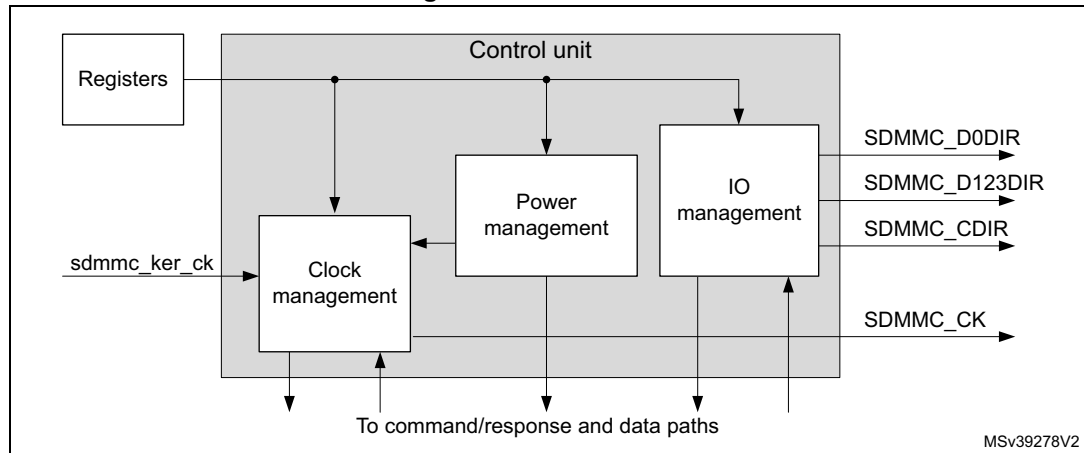 Control unit
Registers
SDMMC_D0DIR
SDMMC_D123DIR
IO
management
Power
management
SDMMC_CDIR
sdmmc_ker_ck
Clock
management
SDMMC_CK
To command/response and data paths
MSv39278V2